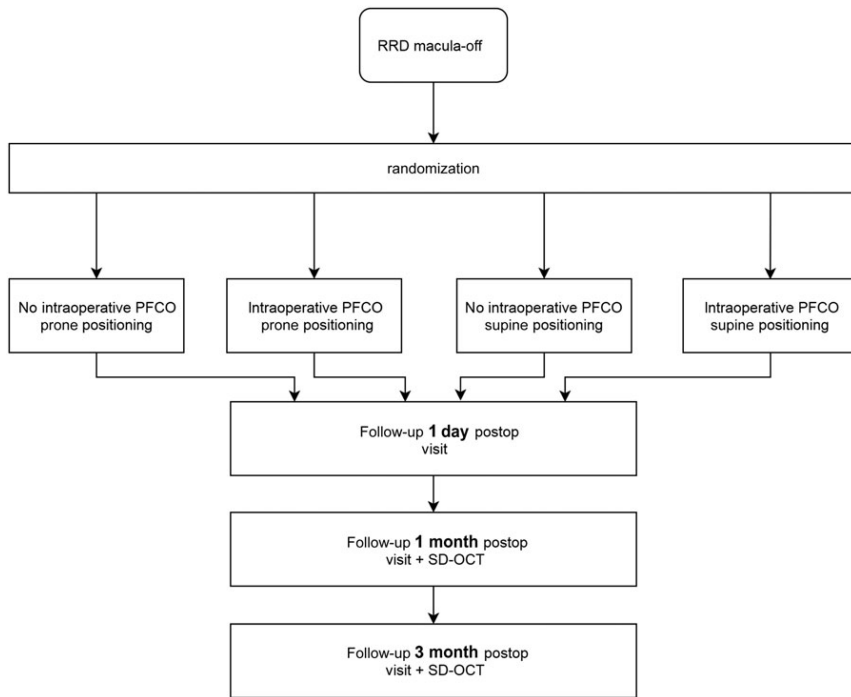 RRD macula-off
randomization
No intraoperative PFCO
prone positioning
Intraoperative PFCO
prone positioning
No intraoperative PFCO
supine positioning
Intraoperative PFCO
supine positioning
Follow-up 1 day postop
visit
Follow-up 1 month postop
visit + SD-OCT
Follow-up 3 month postop
visit + SD-OCT